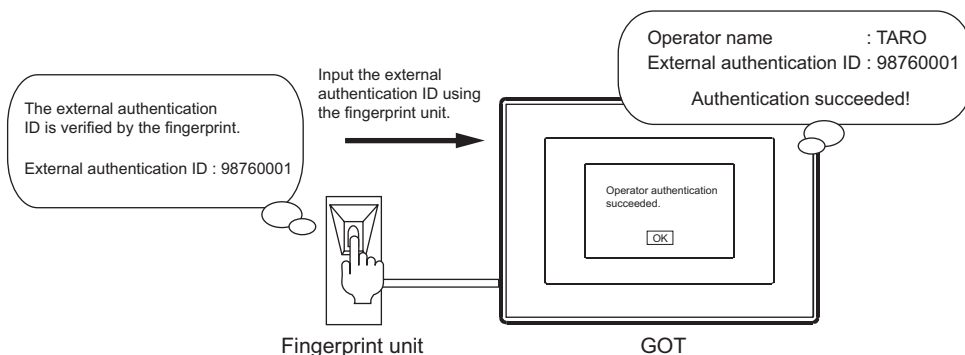 The external authentication
ID is verified by the fingerprint.
External authentication ID : 98760001
Input the external
authentication ID using
the fingerprint unit.
Operator name : TARO
External authentication ID : 98760001
Authentication succeeded!
Operator authentication
succeeded.
OK
Fingerprint unit
GOT